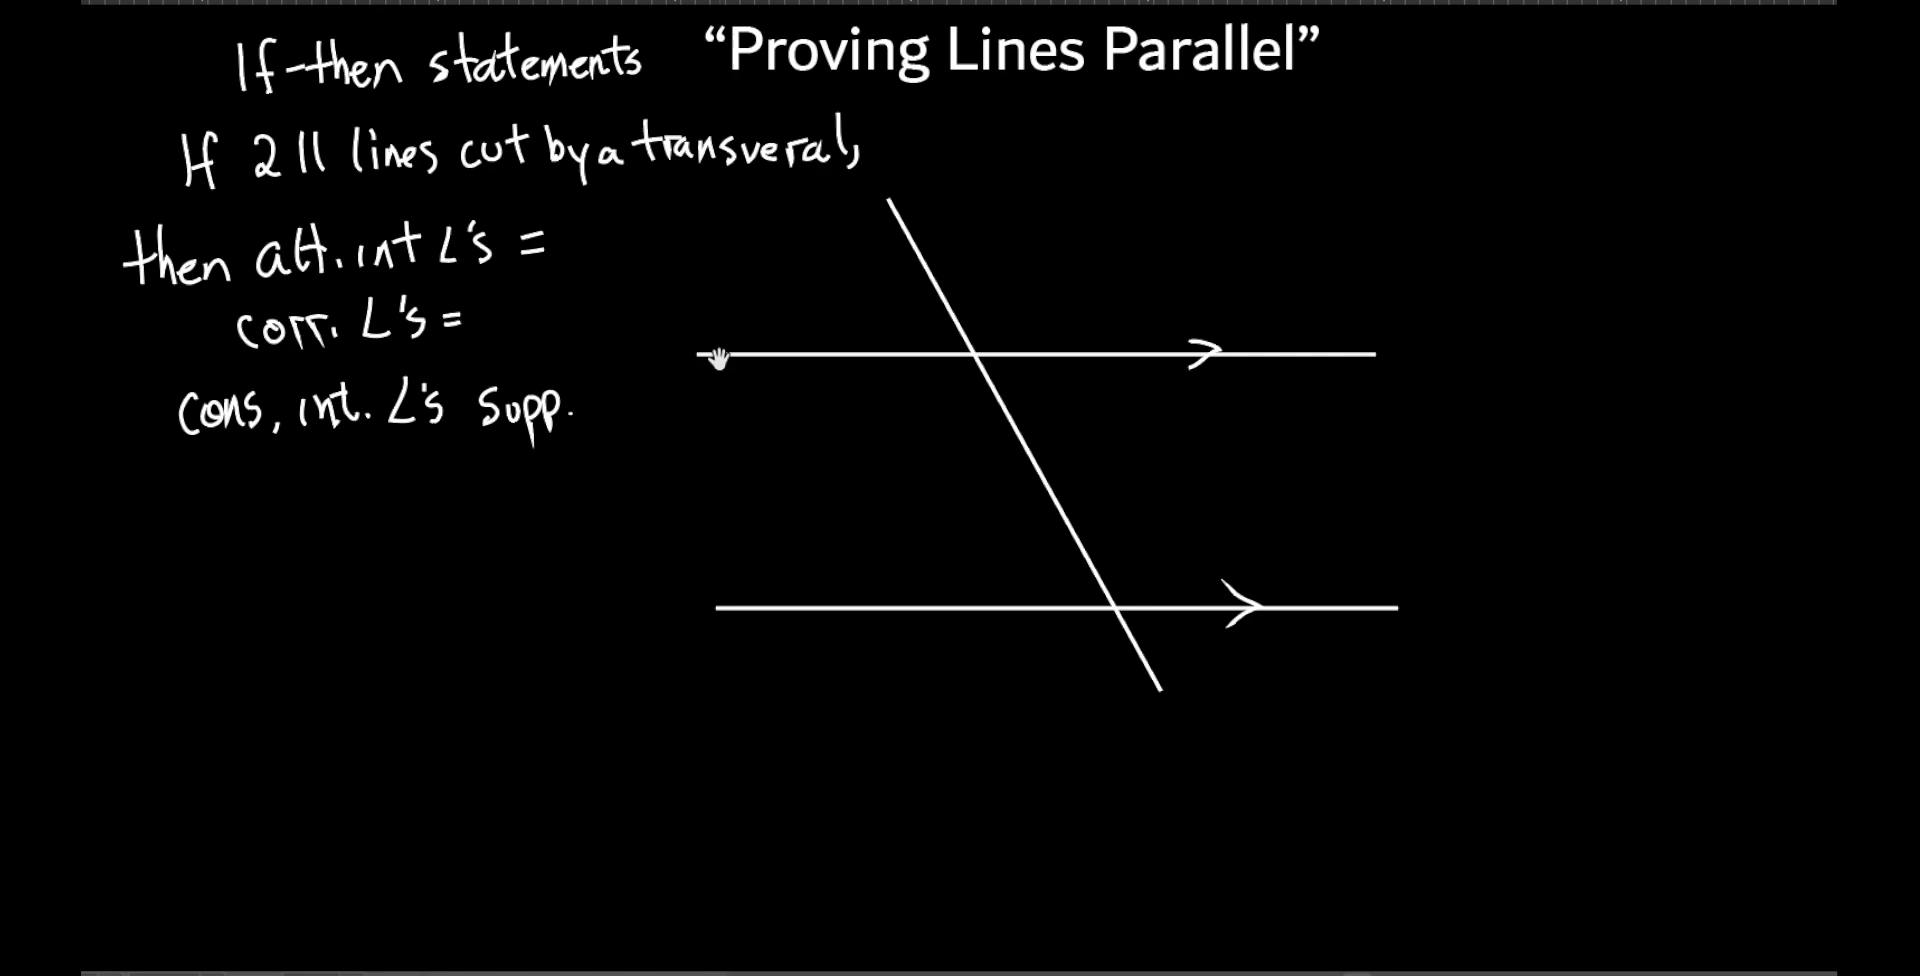 If-then statements “Proving Lines Parallel”
If 2 || lines cut by a transveral,
then alt. int ∠'s =
corr. ∠'s =
cons, int. ∠'s supp.